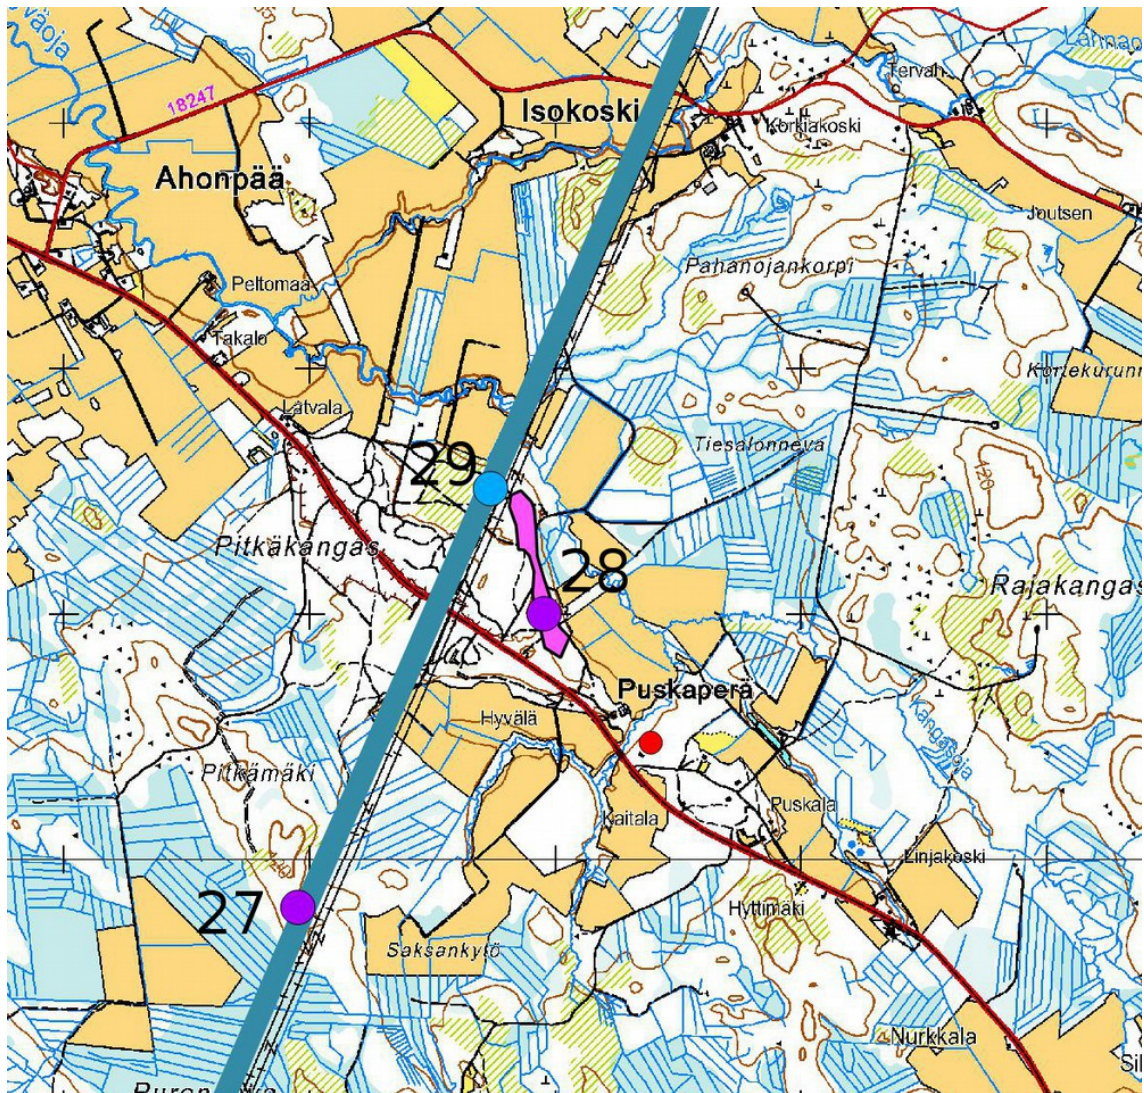 18247
Tervah
Isokoski
Korkiakoski
Ahonpää
Joutsen
Pahanojankorpi
Peltomaa
Takalo
Latvala
Tiesalonneva
29
Pitkäkangas
28
Rajakangas
Puskaperä
Hyvälä
Pitkämäki
Kaitala
Puskala
Linjakoski
27
Hyttimäki
Saksankytö
Nurkkala